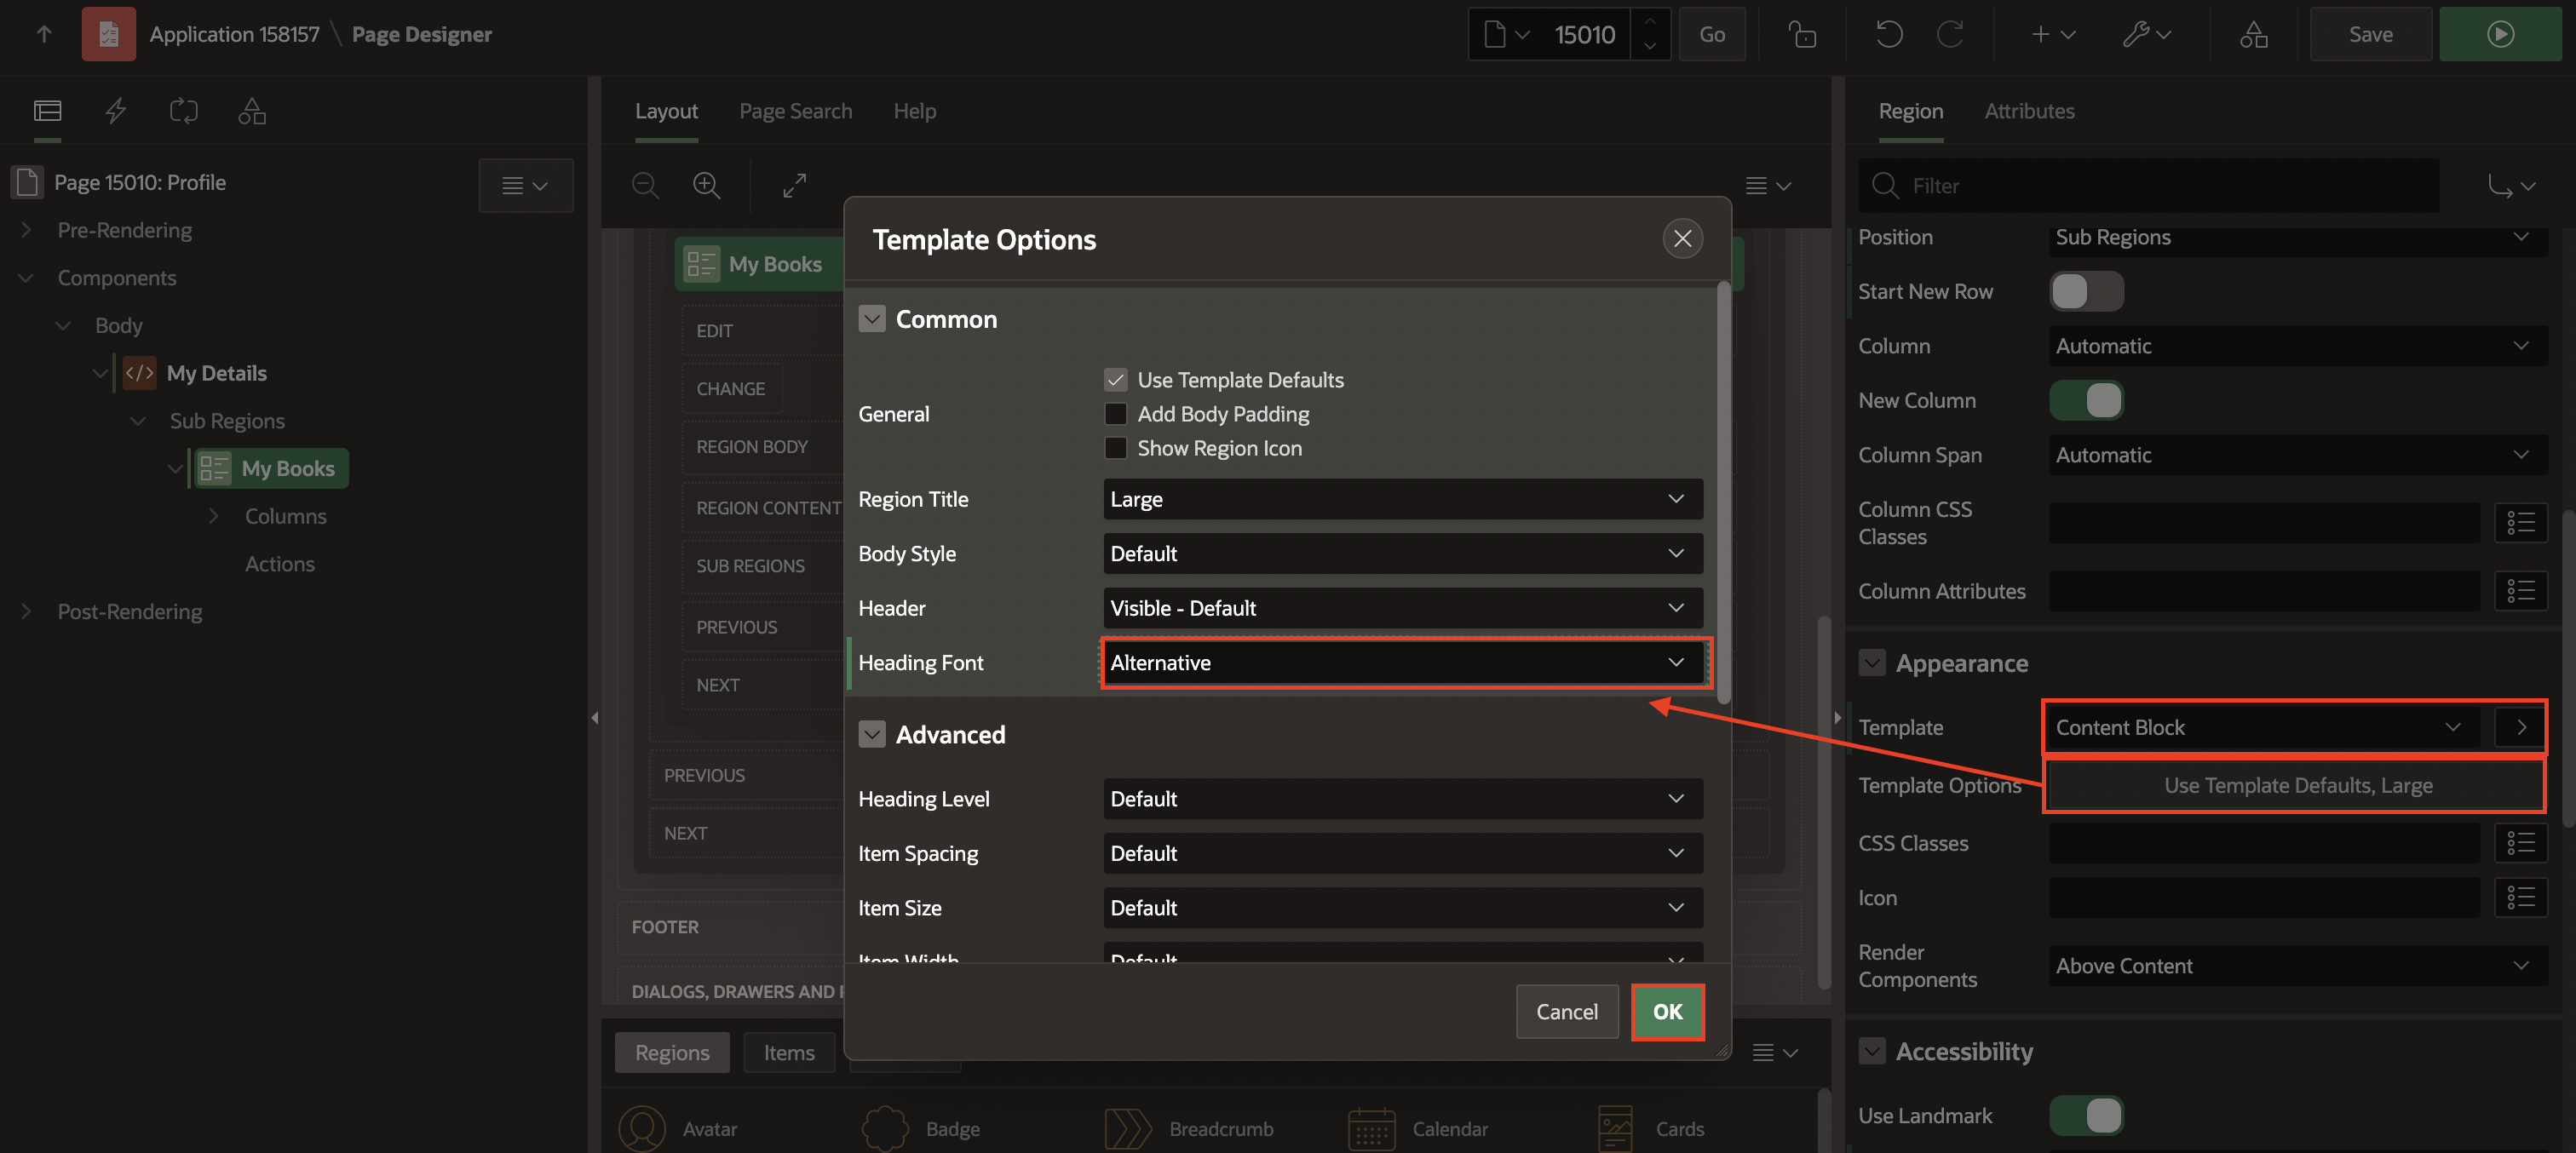 Application 158157 \ Page Designer
15010
Go
Save
Layout
Page Search
Help
Region
Attributes
Page 15010: Profile
Pre-Rendering
Components
Body
</> My Details
Sub Regions
My Books
Columns
Actions
Post-Rendering
My Books
EDIT
CHANGE
REGION BODY
REGION CONTENT
SUB REGIONS
PREVIOUS
NEXT
PREVIOUS
NEXT
FOOTER
DIALOGS, DRAWERS AND
Regions
Items
Avatar
Badge
Breadcrumb
Calendar
Cards
Template Options
Common
General
Use Template Defaults
Add Body Padding
Show Region Icon
Region Title
Large
Body Style
Default
Header
Visible - Default
Heading Font
Alternative
Advanced
Heading Level
Default
Item Spacing
Default
Item Size
Default
Item Width
Default
Cancel
OK
Filter
Position
Sub Regions
Start New Row
Column
Automatic
New Column
Column Span
Automatic
Column CSS
Classes
Column Attributes
Appearance
Template
Content Block
Template Options
Use Template Defaults, Large
CSS Classes
Icon
Render
Components
Above Content
Accessibility
Use Landmark